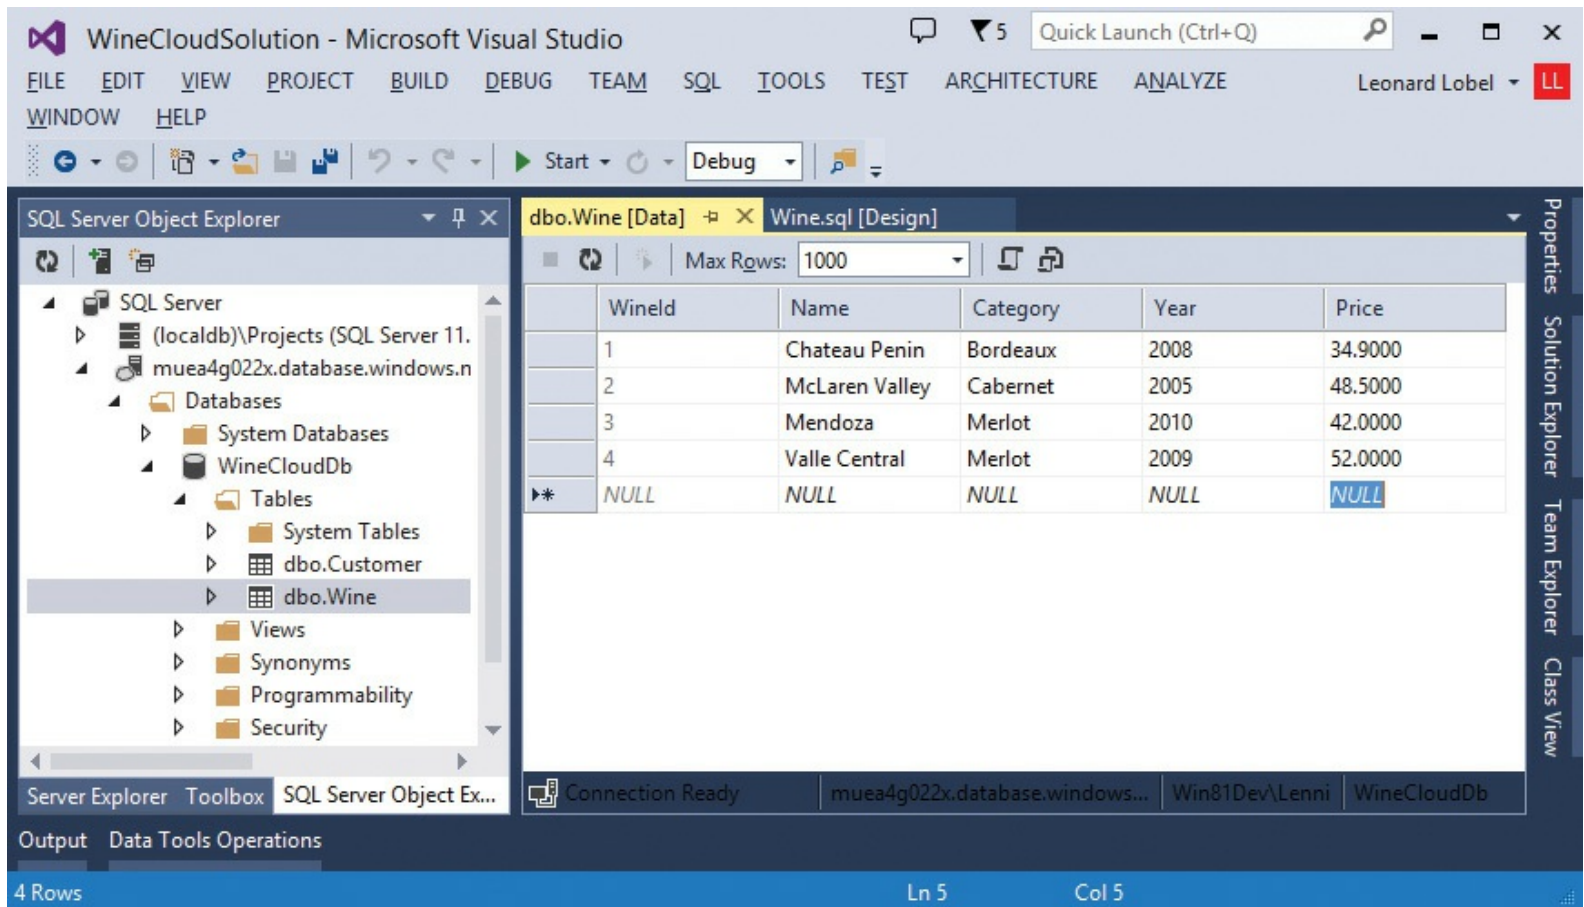 WineCloudSolution - Microsoft Visual Studio
5
Quick Launch (Ctrl+Q)
FILE EDIT VIEW PROJECT BUILD DEBUG TEAM SQL TOOLS TEST ARCHITECTURE ANALYZE
Leonard Lobel
LL
WINDOW HELP
Start
Debug
SQL Server Object Explorer
SQL Server
(localdb)\Projects (SQL Server 11.
muea4g022x.database.windows.n
Databases
System Databases
WineCloudDb
Tables
System Tables
dbo.Customer
dbo.Wine
Views
Synonyms
Programmability
Security
Server Explorer Toolbox SQL Server Object Ex...
dbo.Wine [Data] Wine.sql [Design]
Max Rows: 1000
WineId Name Category Year Price
1 Chateau Penin Bordeaux 2008 34.9000
2 McLaren Valley Cabernet 2005 48.5000
3 Mendoza Merlot 2010 42.0000
4 Valle Central Merlot 2009 52.0000
NULL NULL NULL NULL NULL
Connection Ready muea4g022x.database.windows... Win81Dev\Lenni WineCloudDb
Properties
Solution Explorer
Team Explorer
Class View
Output Data Tools Operations
4 Rows Ln 5 Col 5